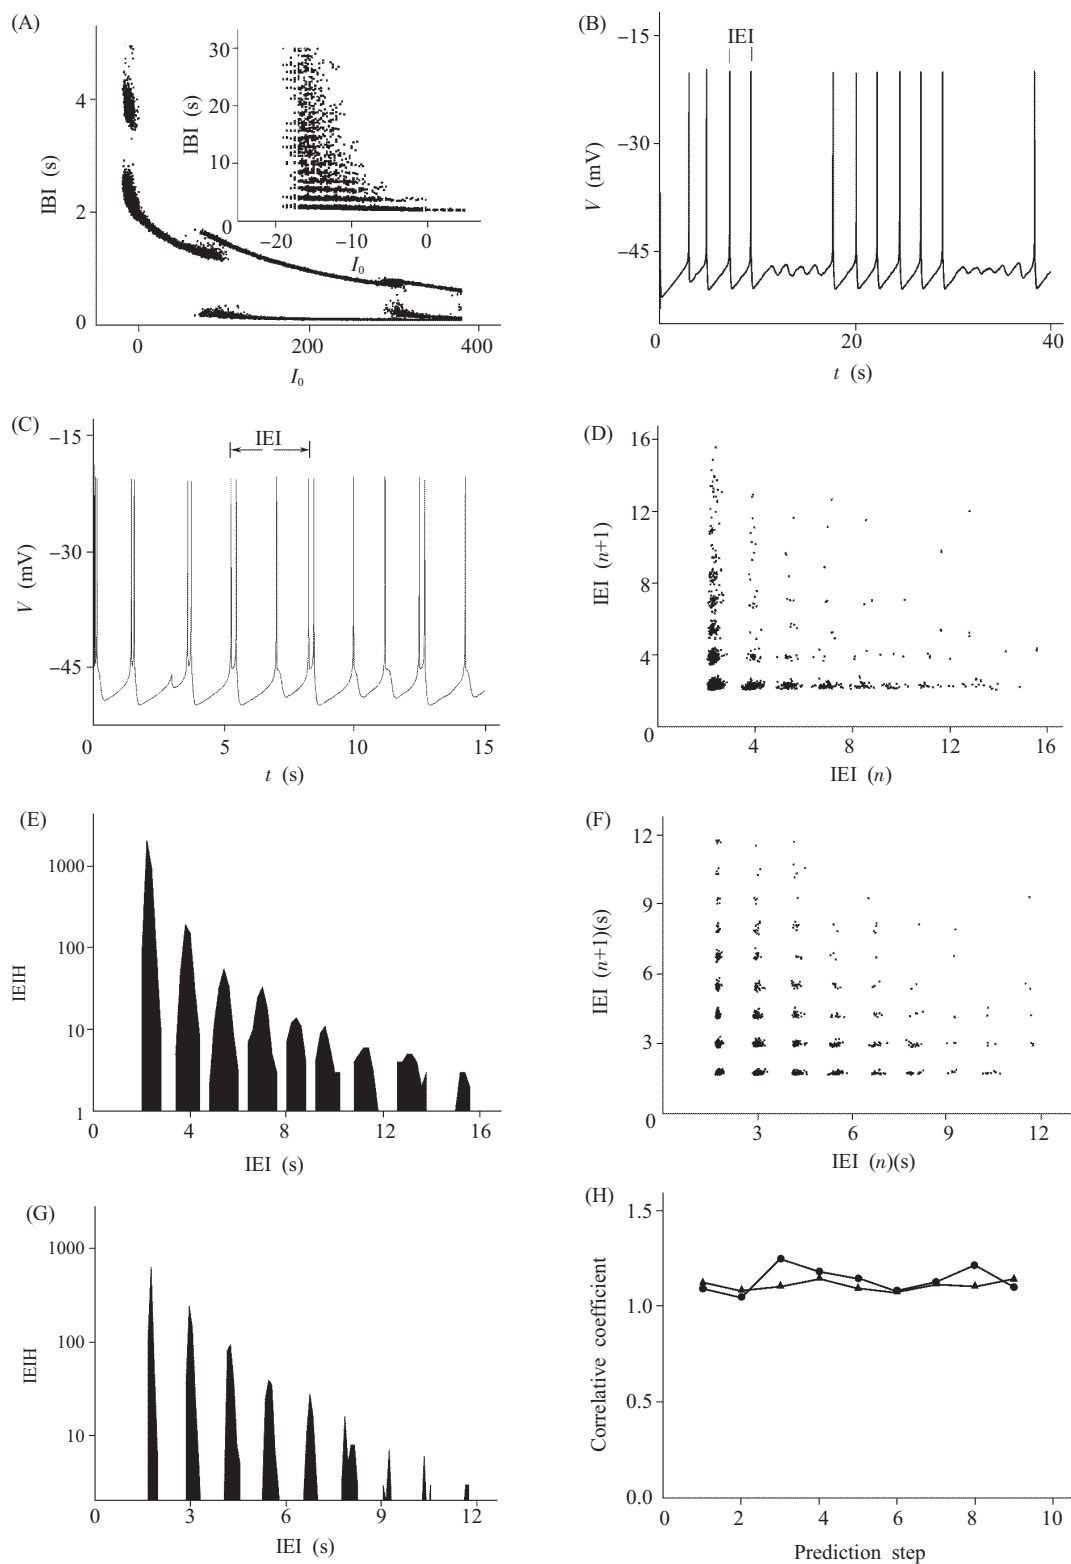 (A)
IBI (s)
4
2
0
0
200
400
I₀
IBI (s)
30
20
10
0
−20
−10
0
I₀
(B)
V (mV)
−15
−30
−45
IEI
0
20
40
t (s)
(C)
V (mV)
−15
−30
−45
IEI
0
5
10
15
t (s)
(D)
IEI (n+1)
16
12
8
4
0
4
8
12
16
IEI (n)
(E)
IEIH
1000
100
10
1
0
4
8
12
16
IEI (s)
(F)
IEI (n+1)(s)
12
9
6
3
0
3
6
9
12
IEI (n)(s)
(G)
IEIH
1000
100
10
0
3
6
9
12
IEI (s)
(H)
Correlative coefficient
1.5
1.0
0.5
0.0
0
2
4
6
8
10
Prediction step